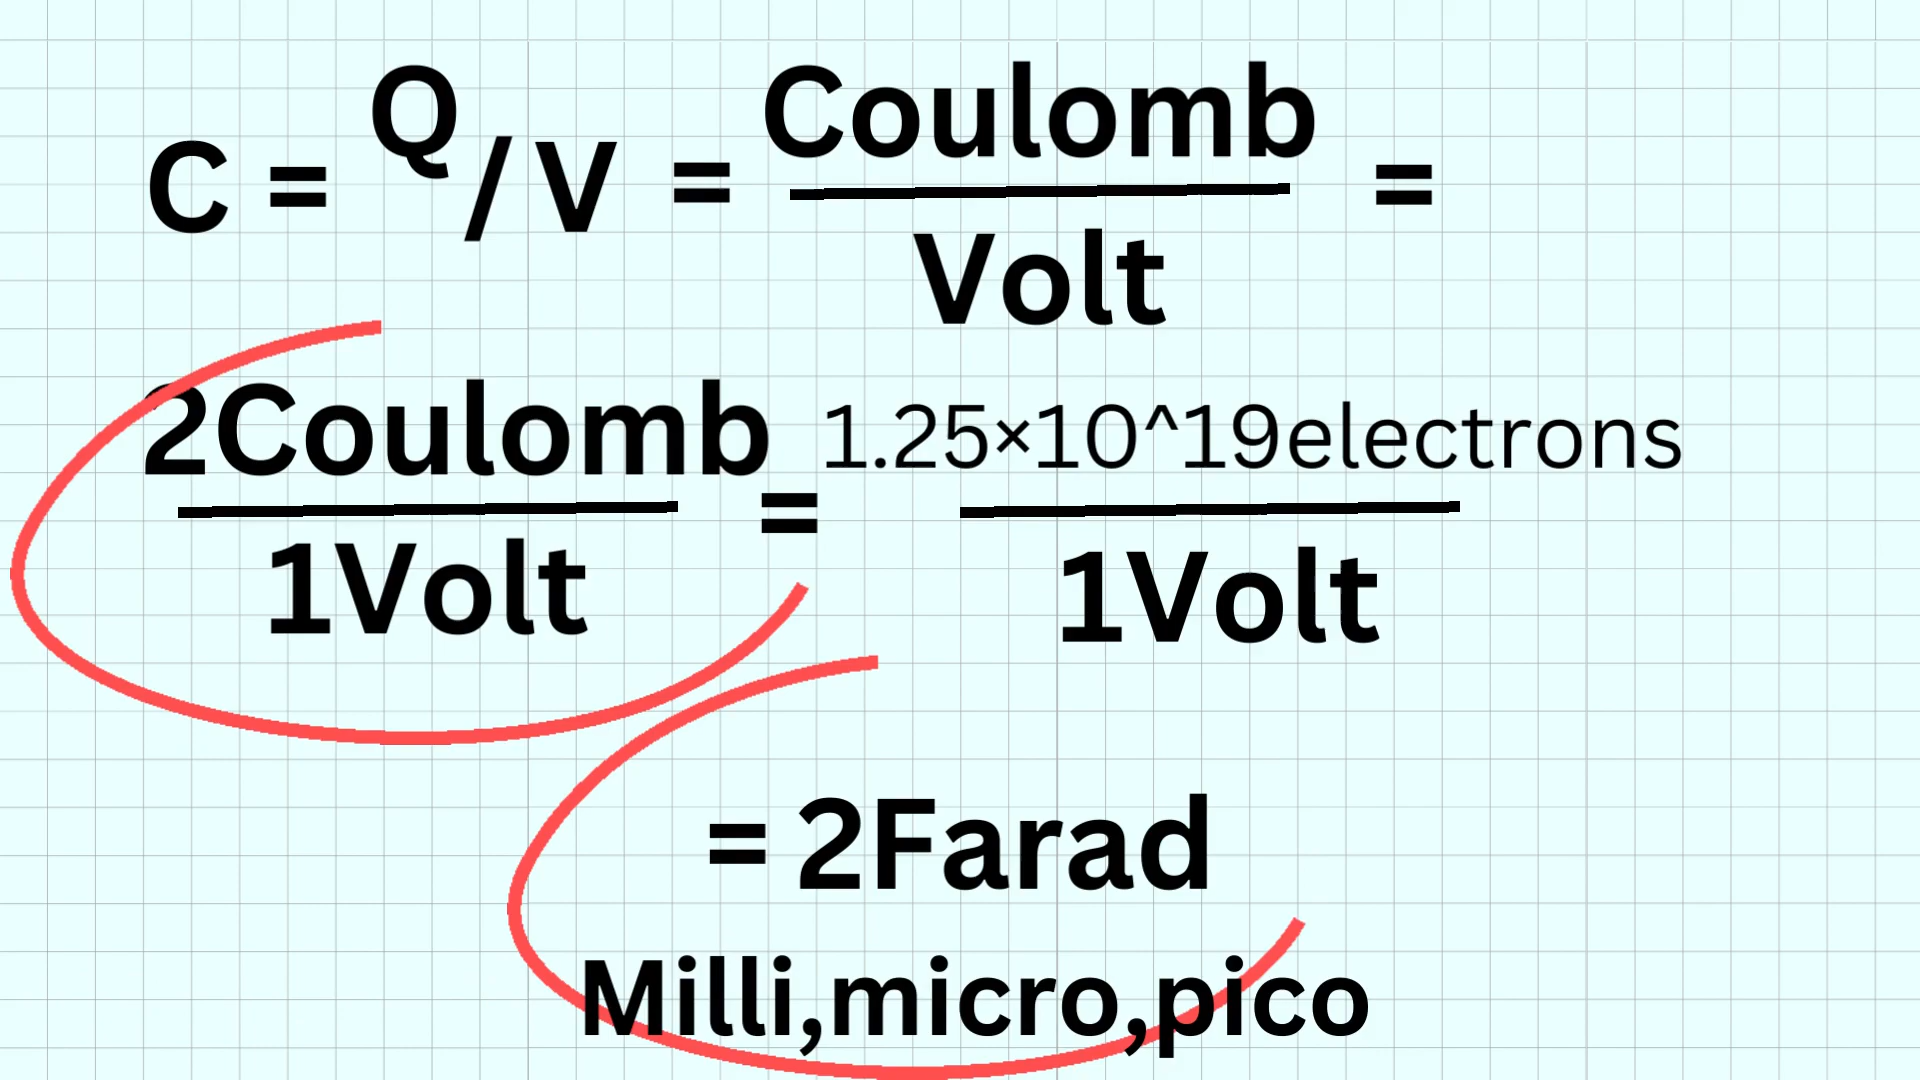 C = Q/V = Coulomb =
Volt
2Coulomb = 1.25×10^19electrons
1Volt 1Volt
= 2Farad
Milli,micro,pico